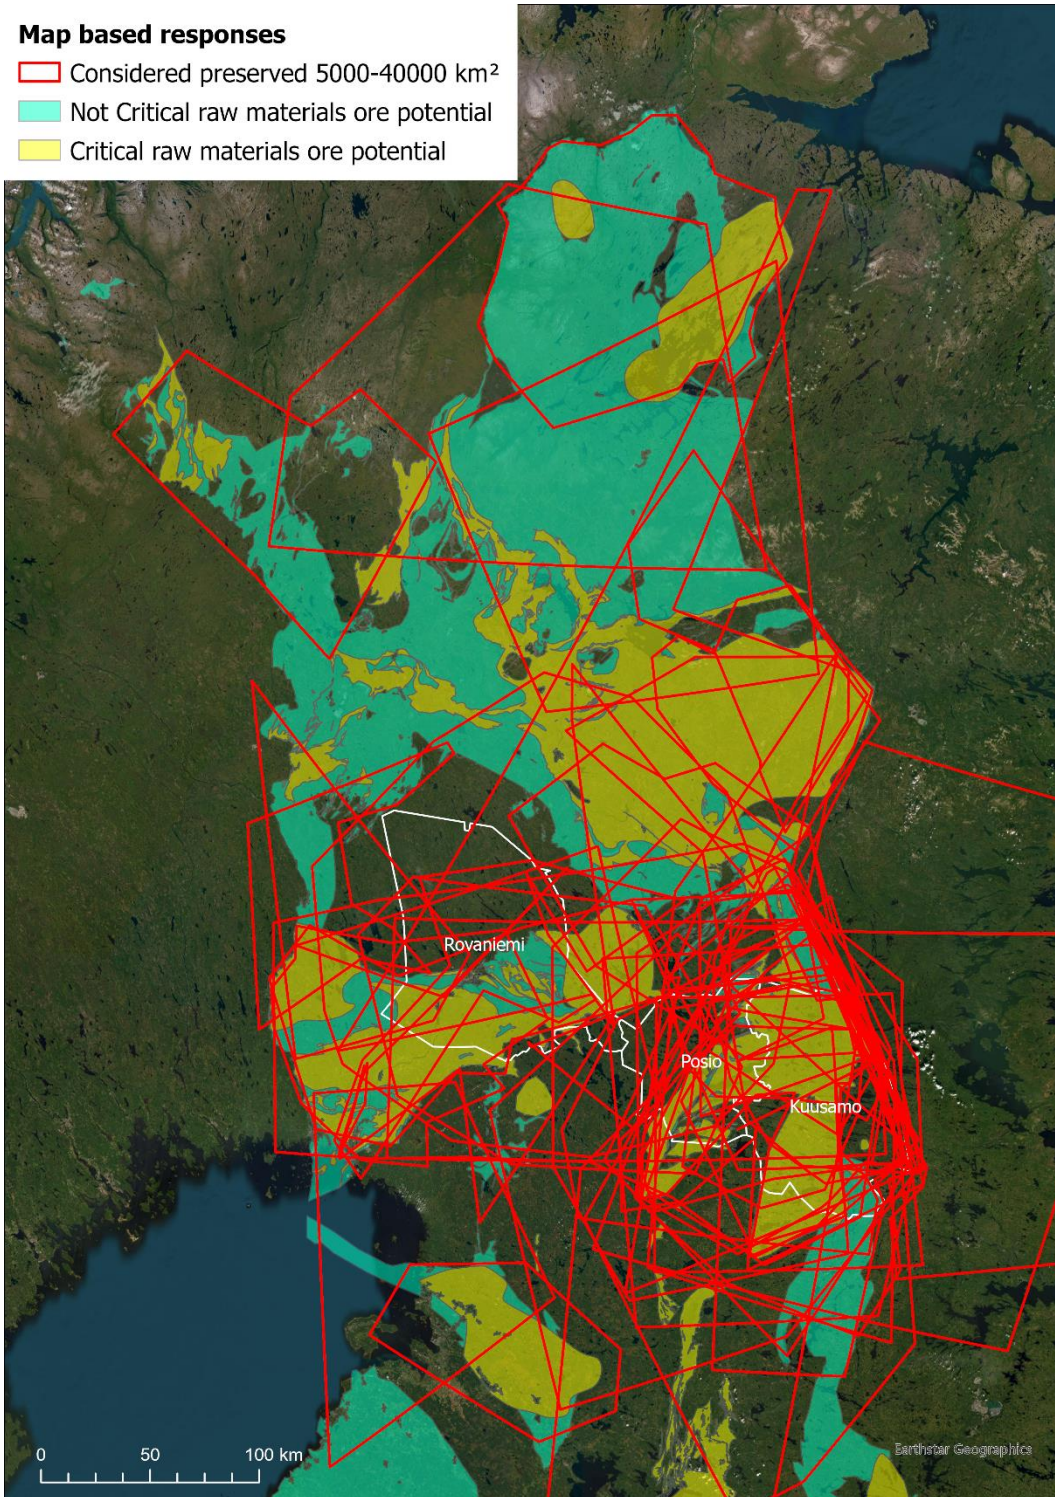 Map based responses
Considered preserved 5000-40000 km²
Not Critical raw materials ore potential
Critical raw materials ore potential
Rovaniemi
Posio
Kuusamo
0 50 100 km
Earthstar Geographics